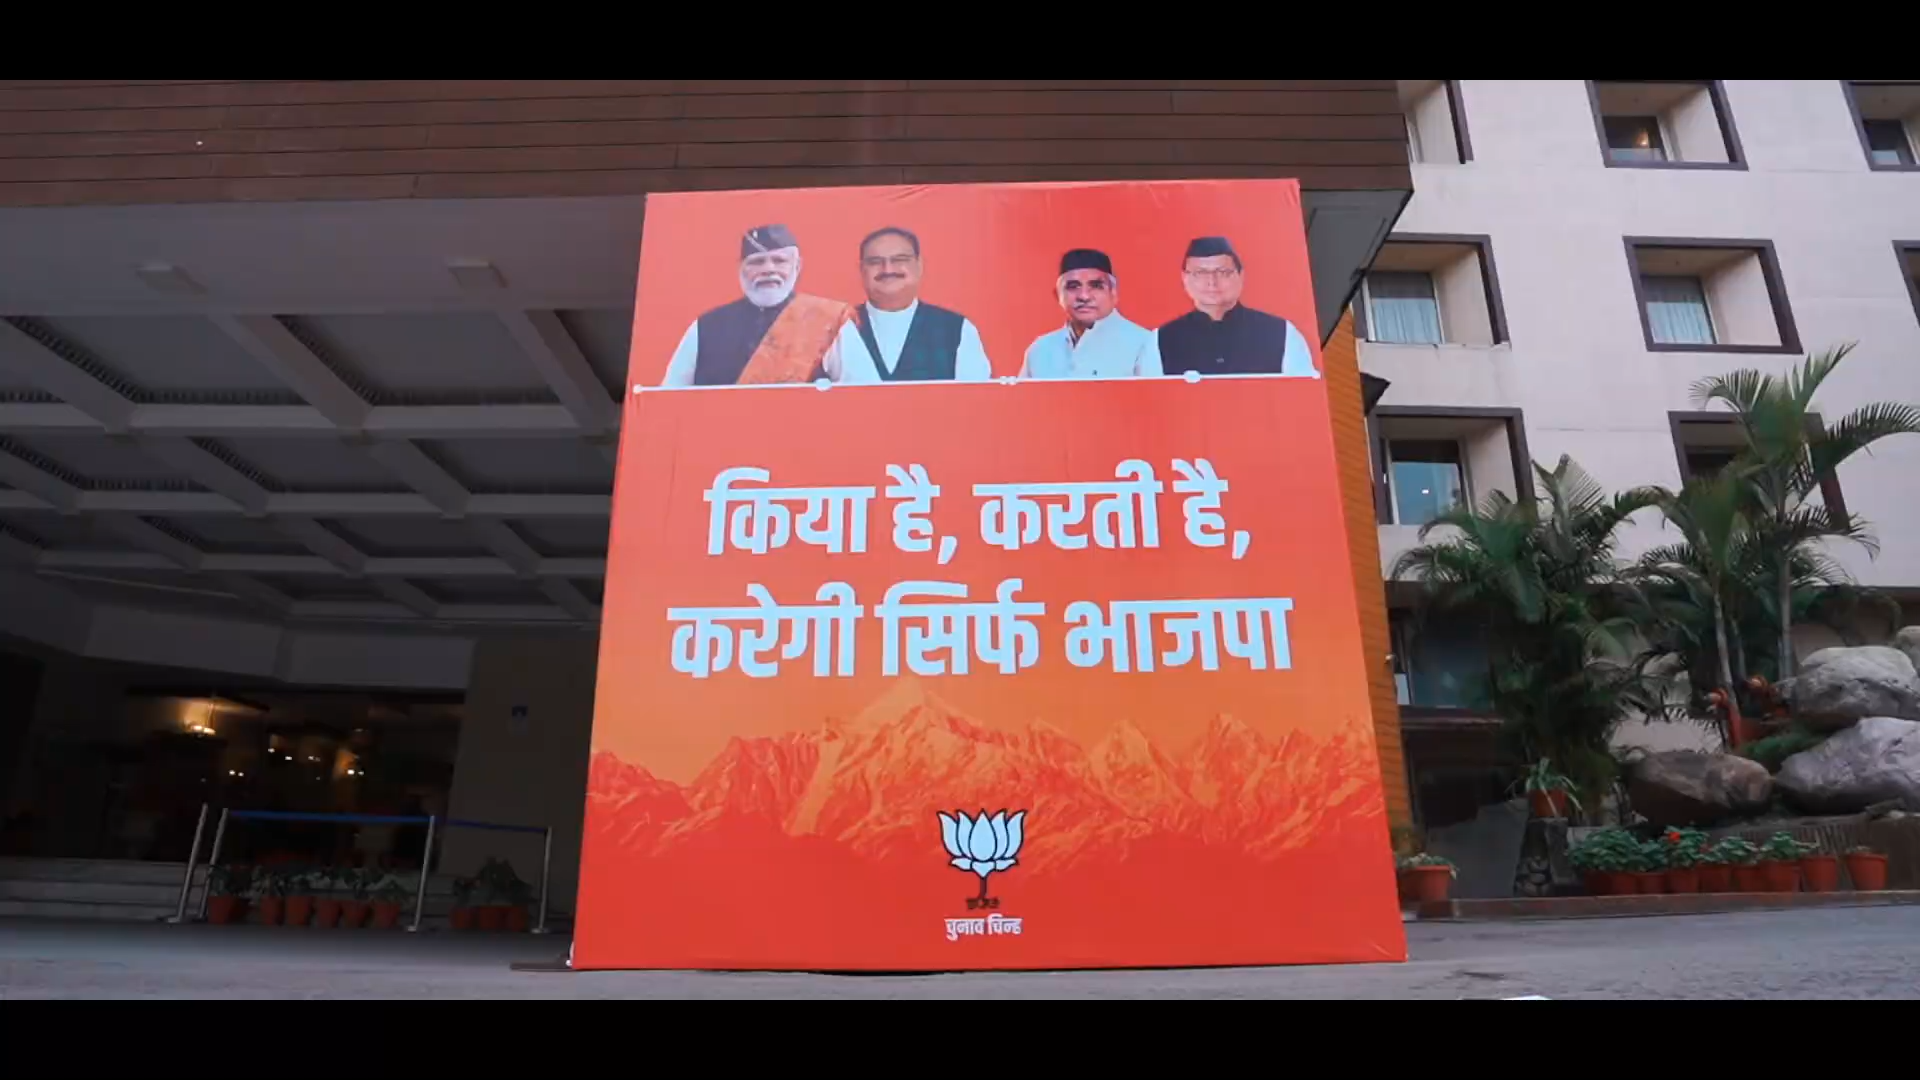 किया है, करती है,
करेगी सिर्फ भाजपा
चुनाव चिन्ह